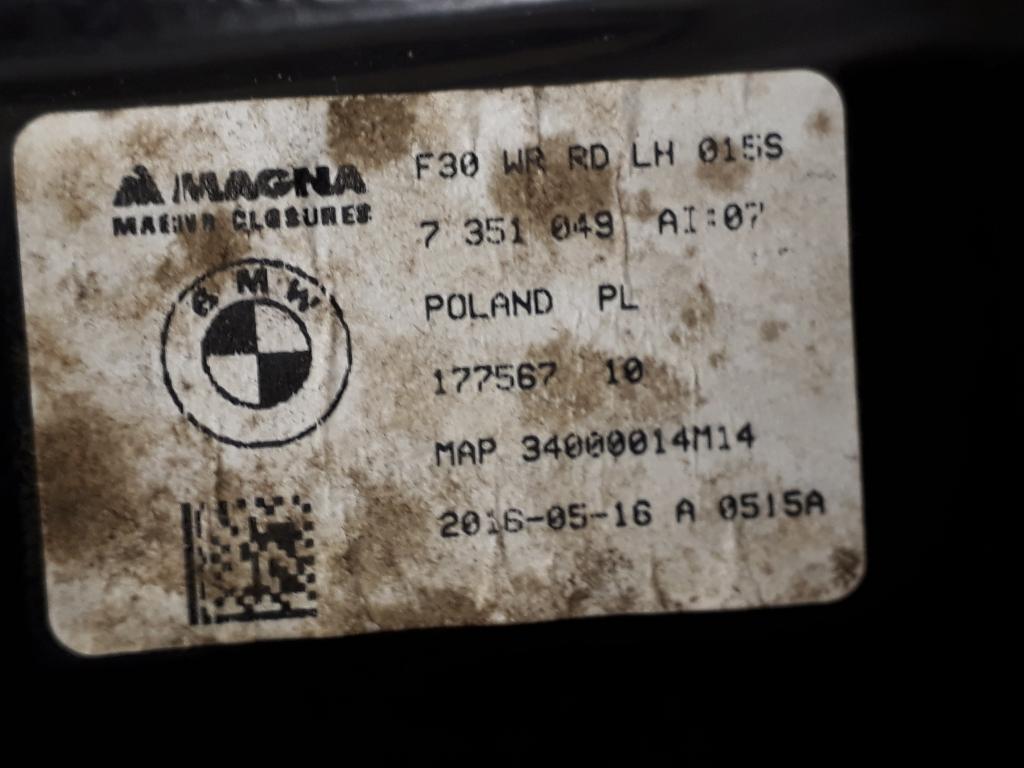 MAGNA
CLOSURES
BMW
F30 WR RD LH 015S
7 351 049 AI:07
POLAND PL
177567 10
MAP 34000014M14
2016-05-16 A 0515A